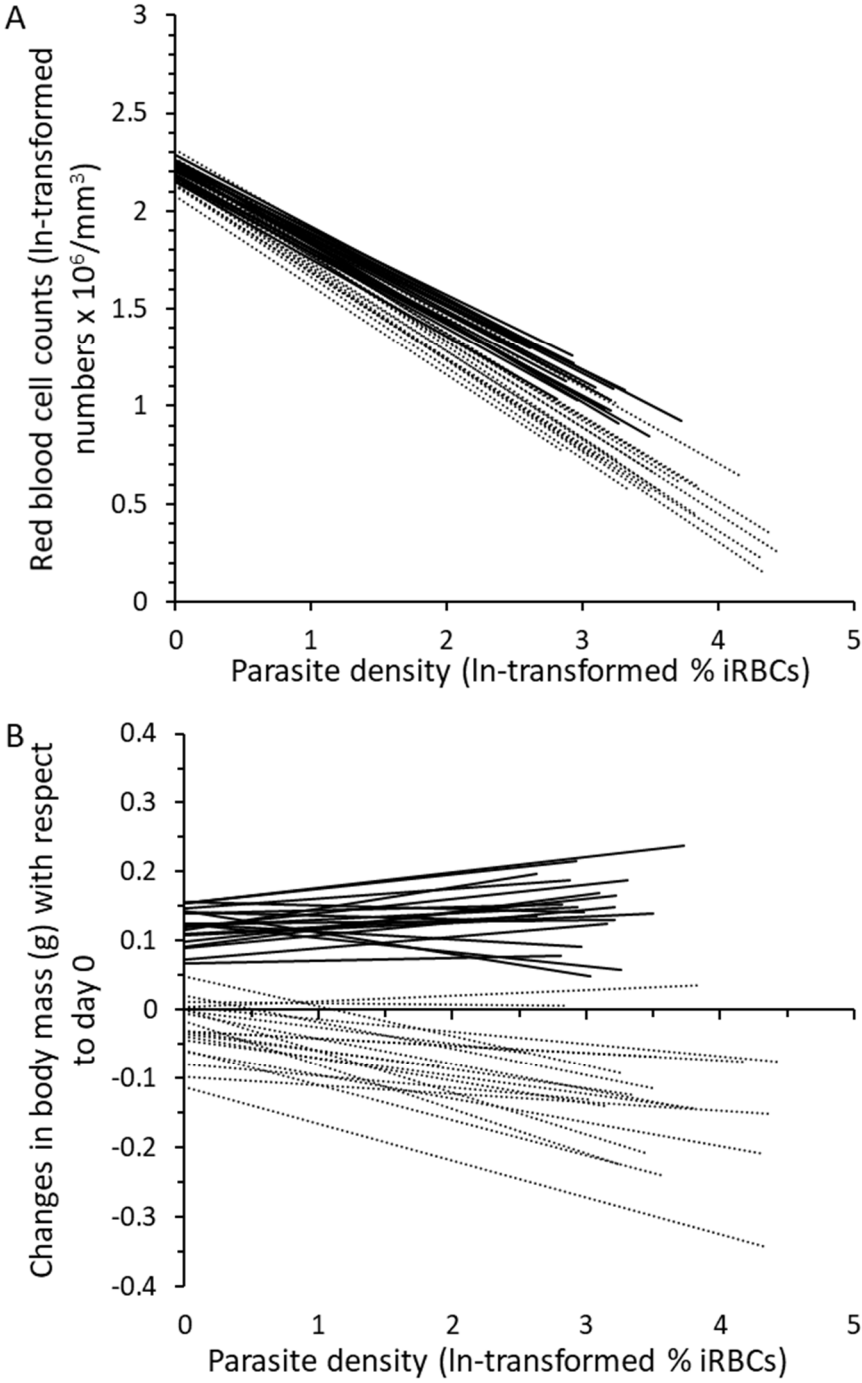 A
Red blood cell counts (ln-transformed
numbers x 10⁶/mm³)
3
2.5
2
1.5
1
0.5
0
0 1 2 3 4 5
Parasite density (ln-transformed % iRBCs)
B
Changes in body mass (g) with respect
to day 0
0.4
0.3
0.2
0.1
0
-0.1
-0.2
-0.3
-0.4
0 1 2 3 4 5
Parasite density (ln-transformed % iRBCs)